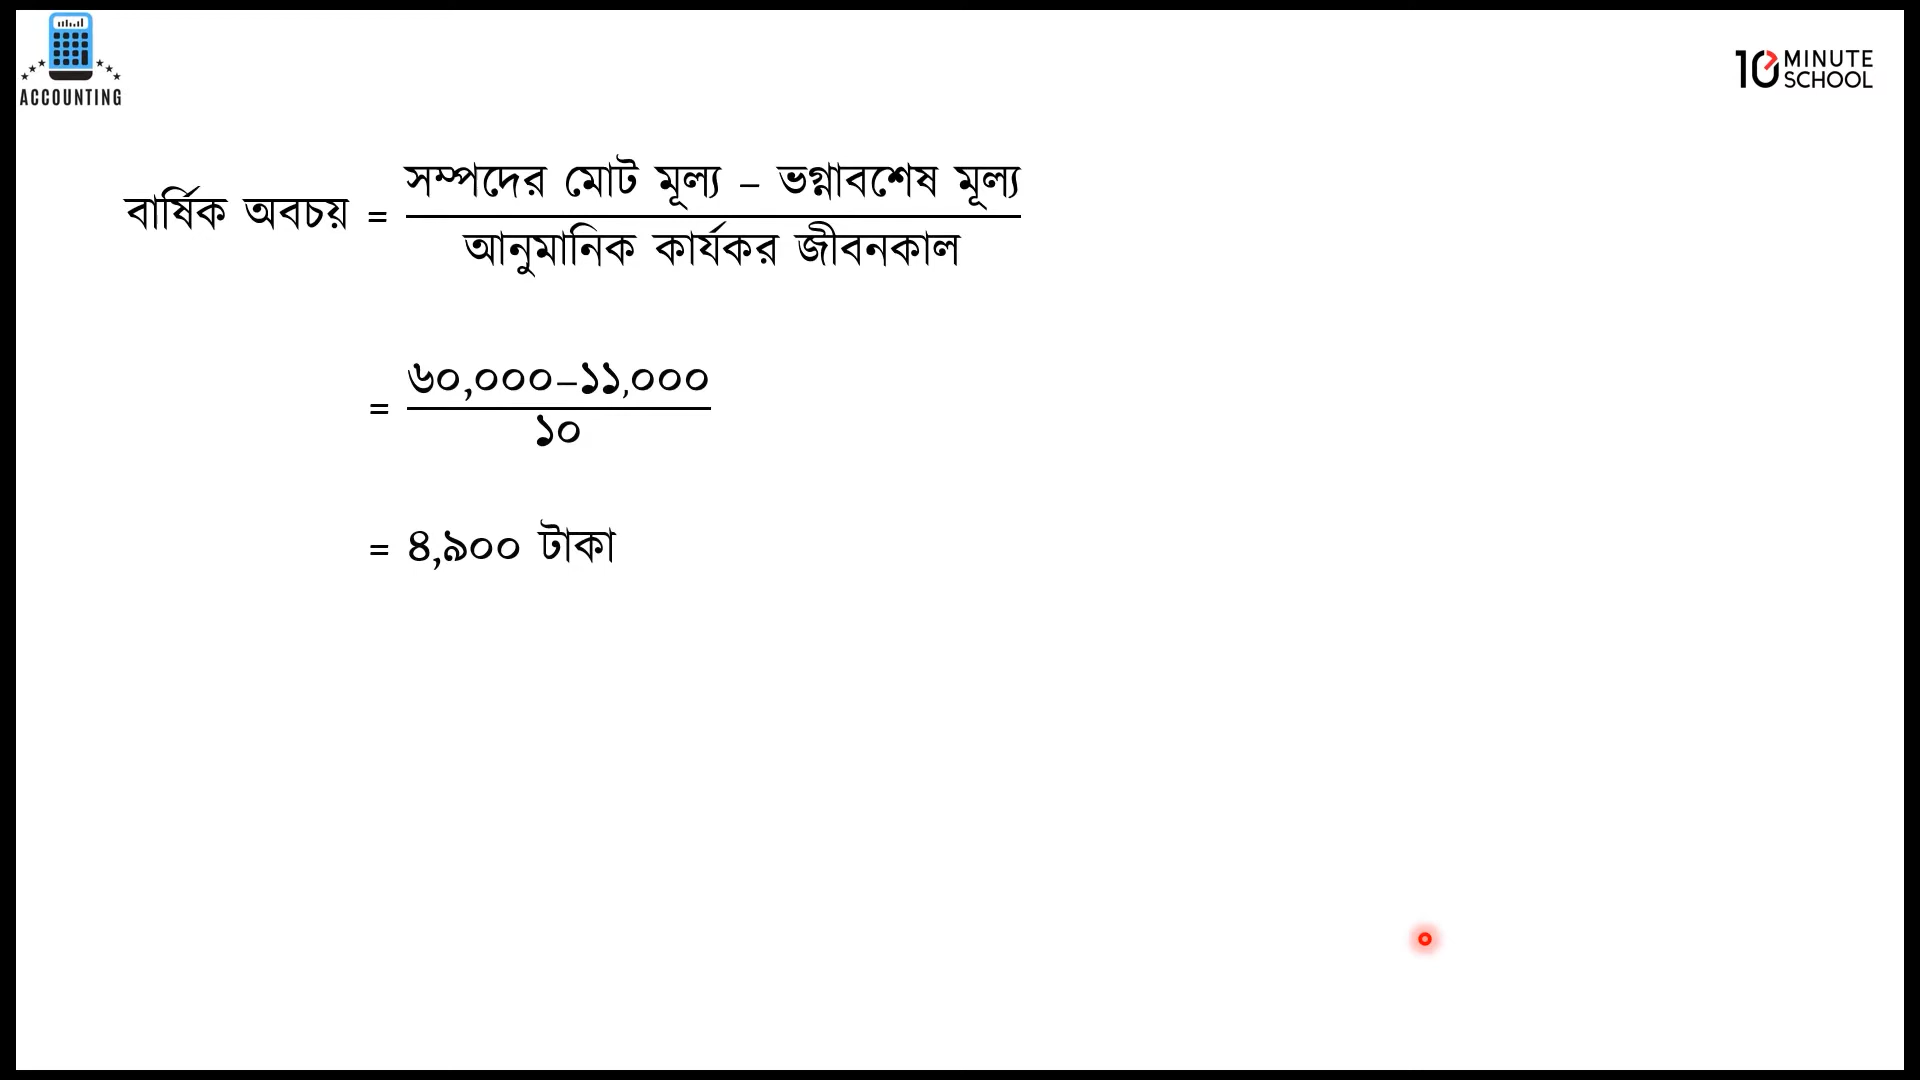 ACCOUNTING
10 MINUTE
SCHOOL
বার্ষিক অবচয় = সম্পদের মোট মূল্য – ভগ্নাবশেষ মূল্য
আনুমানিক কার্যকর জীবনকাল
= ৬০,০০০–১১,০০০
১০
= ৪,৯০০ টাকা